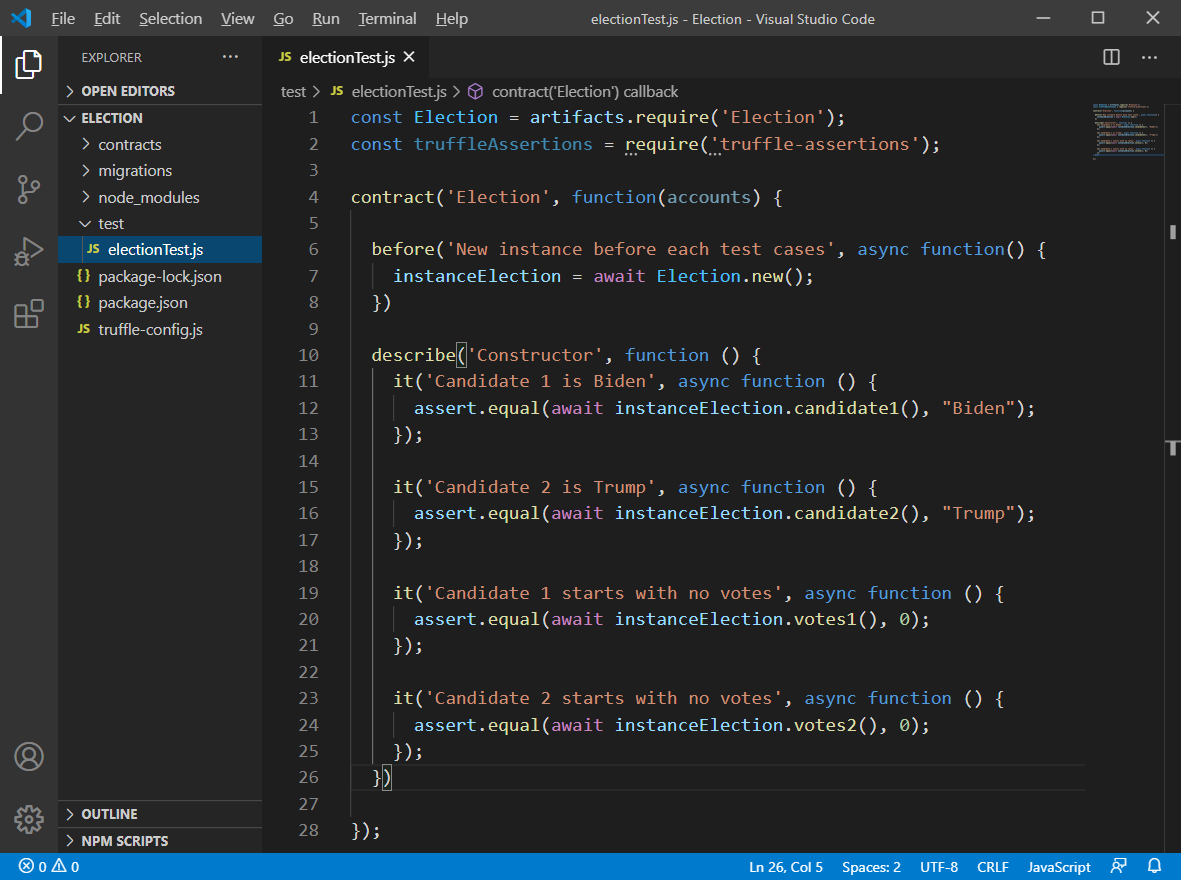 File Edit Selection View Go Run Terminal Help electionTest.js - Election - Visual Studio Code
EXPLORER ···
OPEN EDITORS
ELECTION
contracts
migrations
node_modules
test
JS electionTest.js
{} package-lock.json
{} package.json
JS truffle-config.js
OUTLINE
NPM SCRIPTS
JS electionTest.js
test > JS electionTest.js > contract('Election') callback
1 const Election = artifacts.require('Election');
2 const truffleAssertions = require('truffle-assertions');
3
4 contract('Election', function(accounts) {
5
6   before('New instance before each test cases', async function() {
7     instanceElection = await Election.new();
8   })
9
10   describe('Constructor', function () {
11     it('Candidate 1 is Biden', async function () {
12       assert.equal(await instanceElection.candidate1(), "Biden");
13     });
14
15     it('Candidate 2 is Trump', async function () {
16       assert.equal(await instanceElection.candidate2(), "Trump");
17     });
18
19     it('Candidate 1 starts with no votes', async function () {
20       assert.equal(await instanceElection.votes1(), 0);
21     });
22
23     it('Candidate 2 starts with no votes', async function () {
24       assert.equal(await instanceElection.votes2(), 0);
25     });
26   })
27
28 });
T
0 0 Ln 26, Col 5 Spaces: 2 UTF-8 CRLF JavaScript